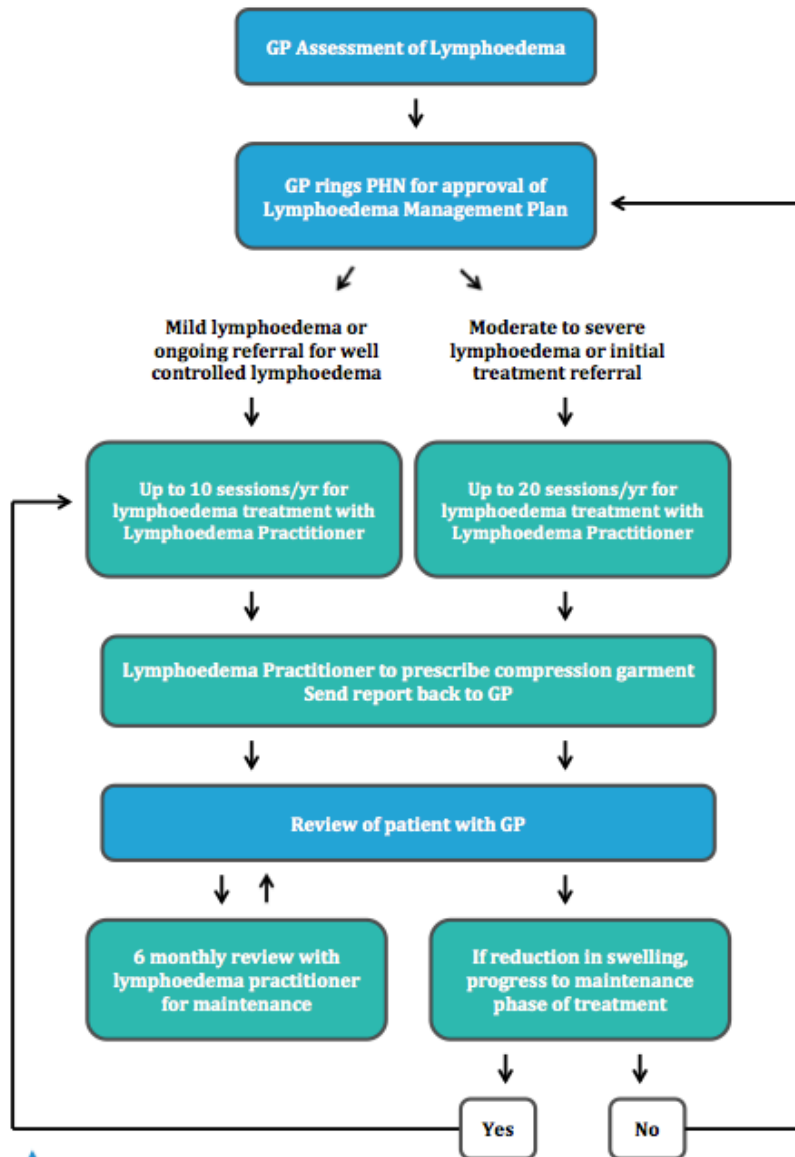 GP Assessment of Lymphoedema
GP rings PHN for approval of
Lymphoedema Management Plan
Mild lymphoedema or
ongoing referral for well
controlled lymphoedema
Moderate to severe
lymphoedema or initial
treatment referral
Up to 10 sessions/yr for
lymphoedema treatment with
Lymphoedema Practitioner
Up to 20 sessions/yr for
lymphoedema treatment with
Lymphoedema Practitioner
Lymphoedema Practitioner to prescribe compression garment
Send report back to GP
Review of patient with GP
6 monthly review with
lymphoedema practitioner
for maintenance
If reduction in swelling,
progress to maintenance
phase of treatment
Yes
No